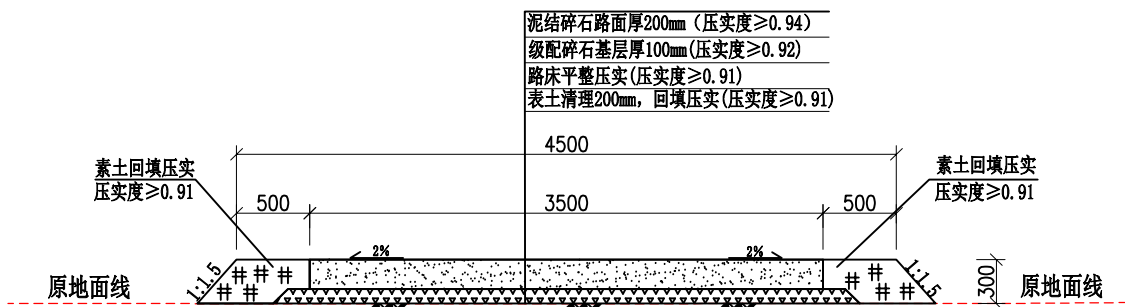 泥结碎石路面厚200mm（压实度≥0.94）
级配碎石基层厚100mm(压实度≥0.92)
路床平整压实(压实度≥0.91)
表土清理200mm，回填压实(压实度≥0.91)
4500
素土回填压实
压实度≥0.91
素土回填压实
压实度≥0.91
500
3500
500
2%
2%
1:1.5
1:1.5
原地面线
300
原地面线